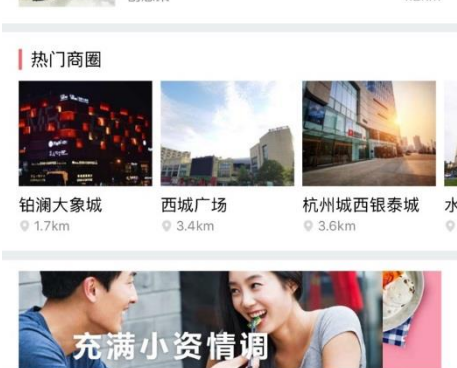 热门商圈
铂澜大象城
西城广场
杭州城西银泰城
水
1.7km
3.4km
3.6km
充满小资情调